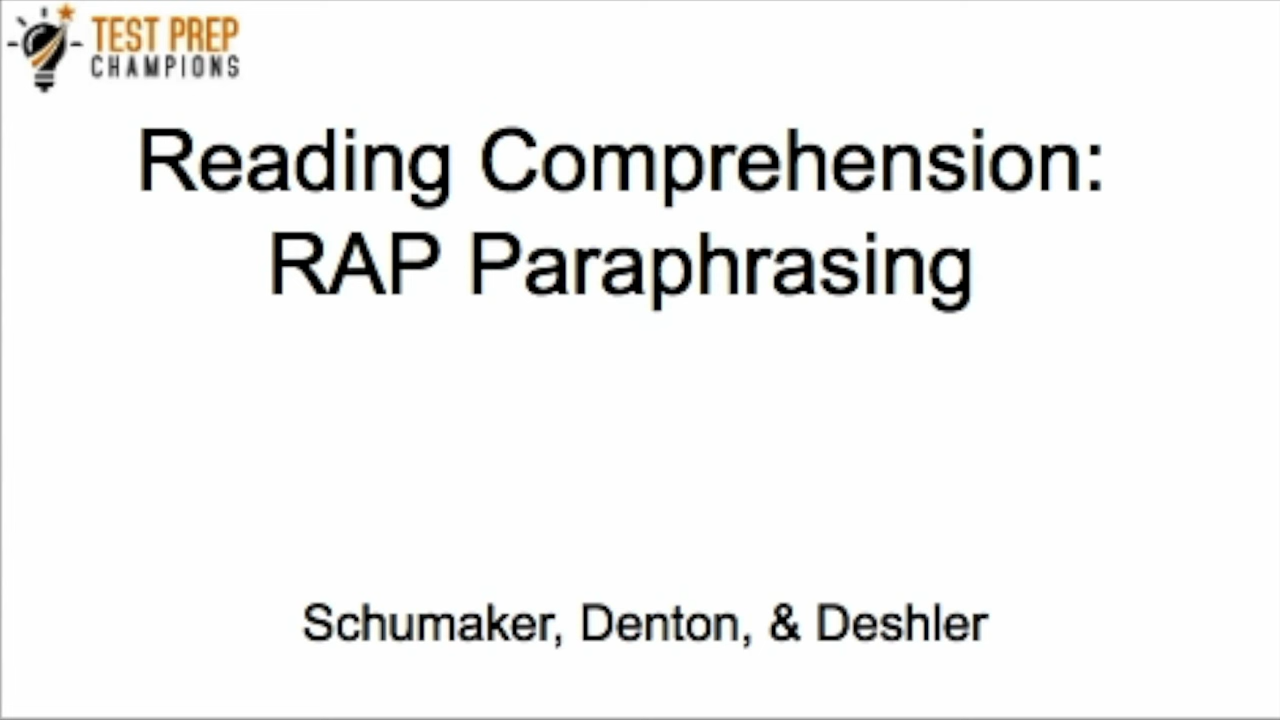 TEST PREP
CHAMPIONS
Reading Comprehension:
RAP Paraphrasing
Schumaker, Denton, & Deshler